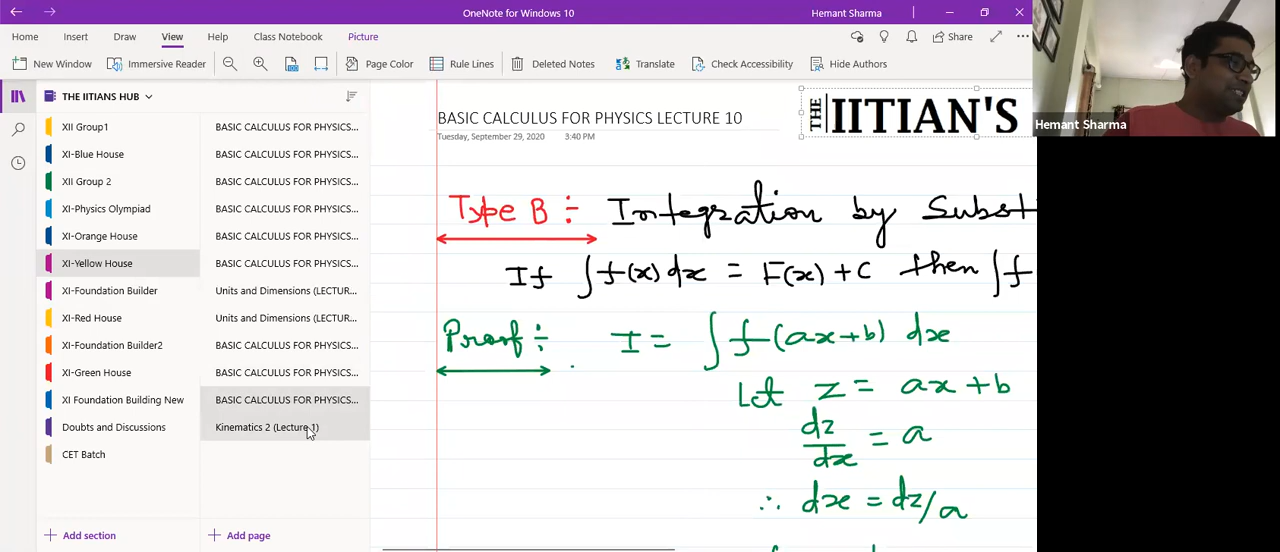 OneNote for Windows 10
Hemant Sharma
Home Insert Draw View Help Class Notebook Picture
Share
New Window Immersive Reader Page Color Rule Lines Deleted Notes Translate Check Accessibility Hide Authors
THE IITIANS HUB
XII Group1
XI-Blue House
XII Group 2
XI-Physics Olympiad
XI-Orange House
XI-Yellow House
XI-Foundation Builder
XI-Red House
XI-Foundation Builder2
XI-Green House
XI Foundation Building New
Doubts and Discussions
CET Batch
Add section
BASIC CALCULUS FOR PHYSICS...
BASIC CALCULUS FOR PHYSICS...
BASIC CALCULUS FOR PHYSICS...
BASIC CALCULUS FOR PHYSICS...
BASIC CALCULUS FOR PHYSICS...
BASIC CALCULUS FOR PHYSICS...
Units and Dimensions (LECTUR...
Units and Dimensions (LECTUR...
BASIC CALCULUS FOR PHYSICS...
BASIC CALCULUS FOR PHYSICS...
BASIC CALCULUS FOR PHYSICS...
Kinematics 2 (Lecture 1)
Add page
BASIC CALCULUS FOR PHYSICS LECTURE 10
Tuesday, September 29, 2020 3:40 PM
THE IITIAN'S
Type B ÷ Integration by Subst
If ∫f(x) dx = F(x) + C then ∫f
Proof ÷ I = ∫ f(ax+b) dx
Let z = ax + b
dz/dx = a
∴ dx = dz/a
Hemant Sharma